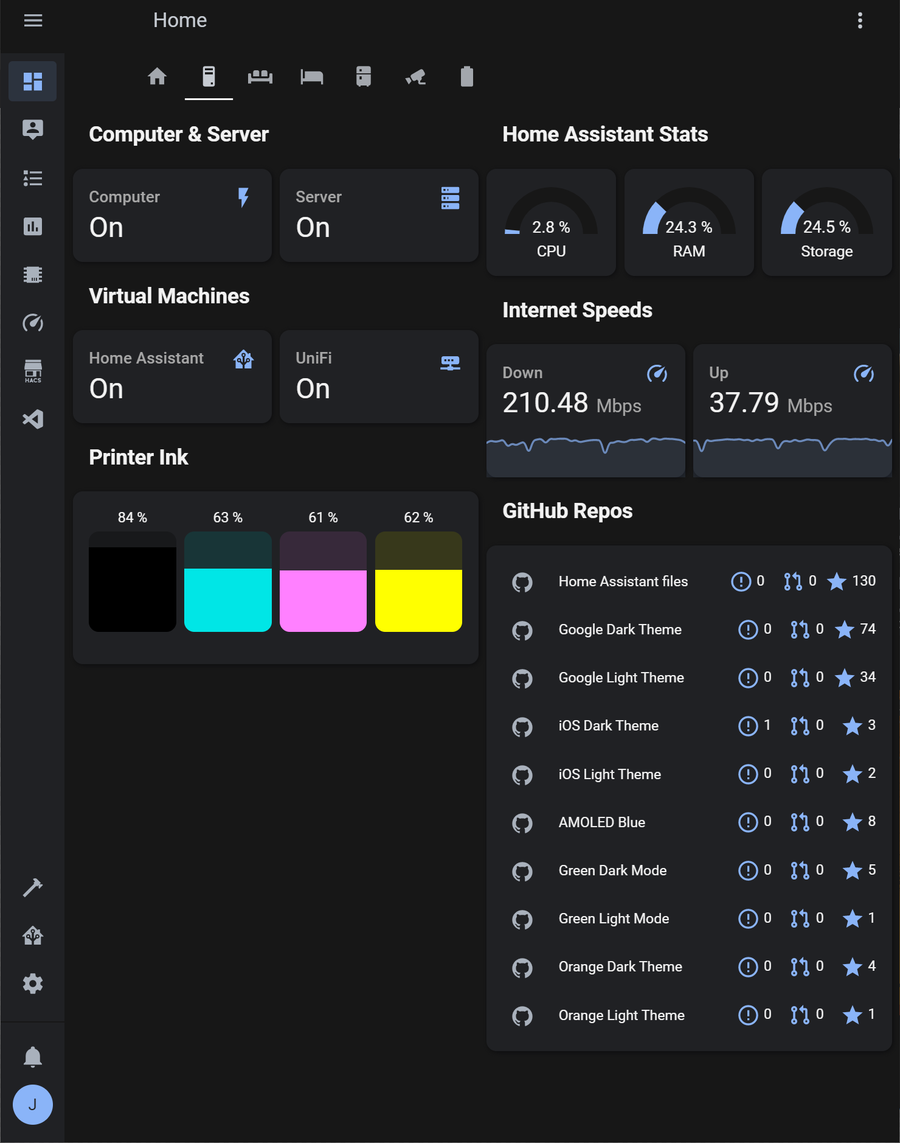 Home
Computer & Server
Computer
On
Server
On
Virtual Machines
Home Assistant
On
UniFi
On
Printer Ink
84 % 63 % 61 % 62 %
Home Assistant Stats
2.8 %
CPU
24.3 %
RAM
24.5 %
Storage
Internet Speeds
Down
210.48 Mbps
Up
37.79 Mbps
GitHub Repos
Home Assistant files 0 0 130
Google Dark Theme 0 0 74
Google Light Theme 0 0 34
iOS Dark Theme 1 0 3
iOS Light Theme 0 0 2
AMOLED Blue 0 0 8
Green Dark Mode 0 0 5
Green Light Mode 0 0 1
Orange Dark Theme 0 0 4
Orange Light Theme 0 0 1
HACS
J